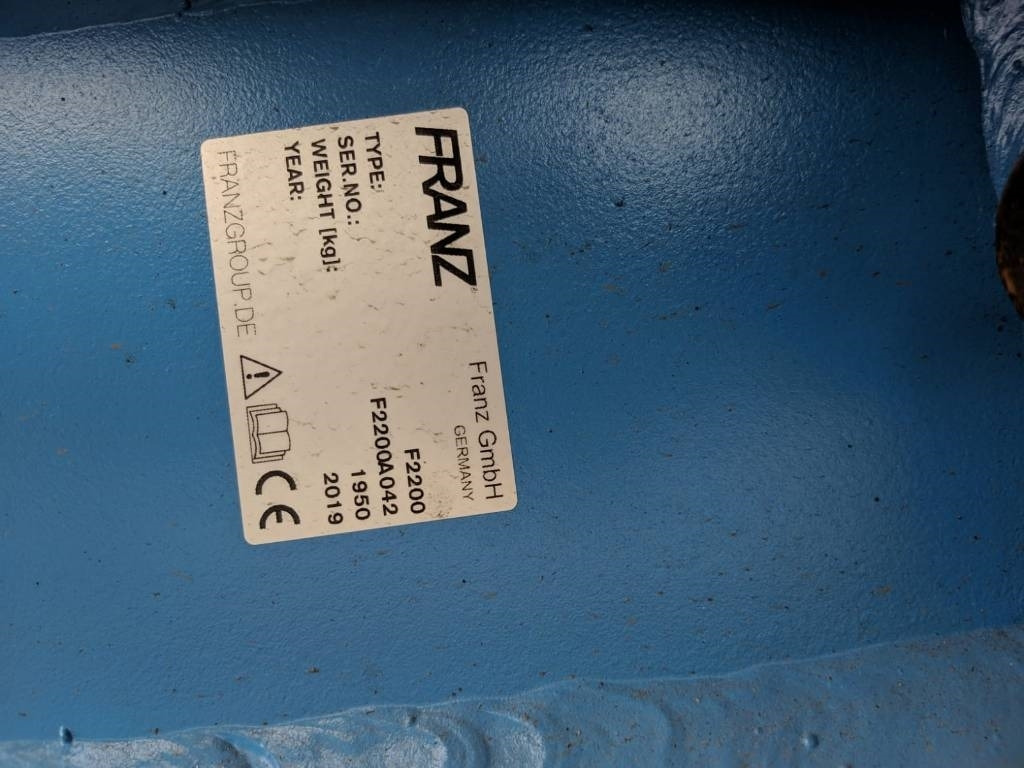 FRANZ
Franz GmbH
GERMANY
TYPE: F2200
SER.NO.: F2200A042
WEIGHT [kg]: 1950
YEAR: 2019
FRANZGROUP.DE CE